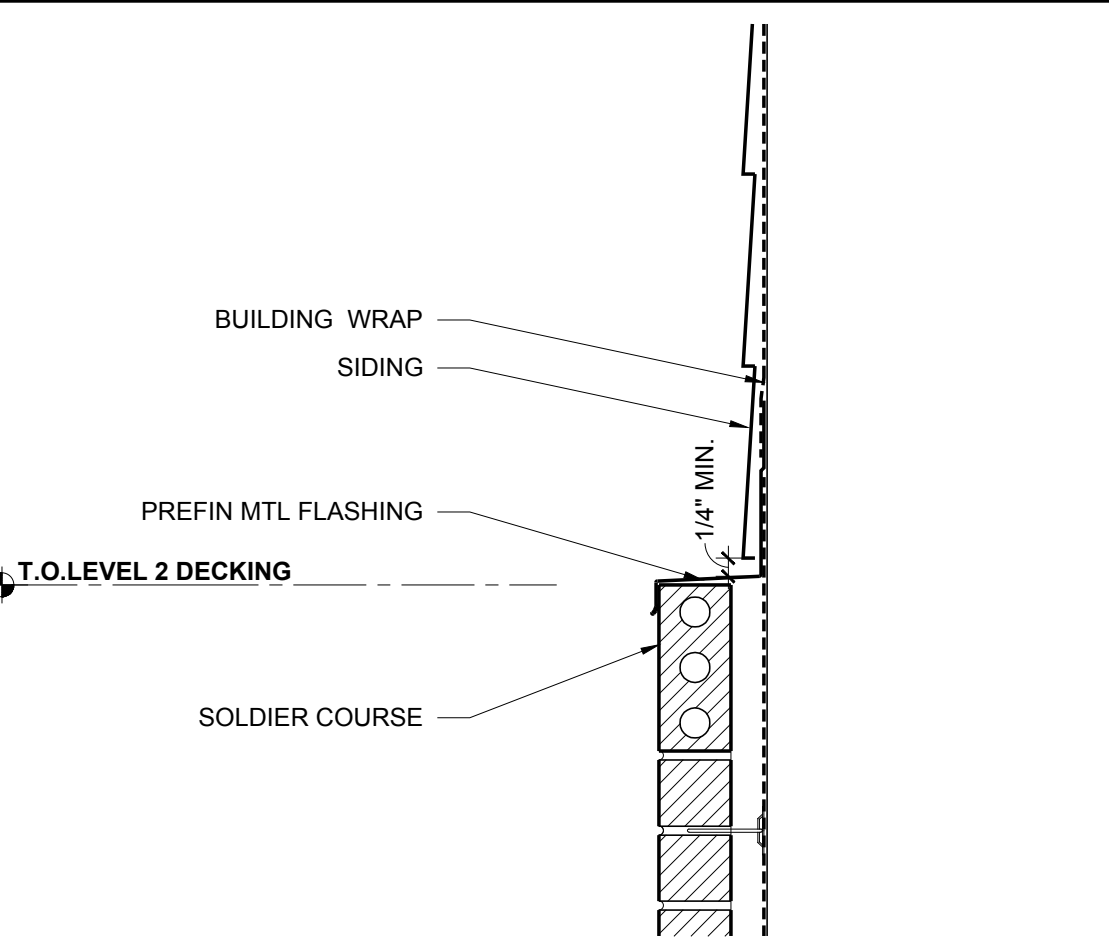 BUILDING WRAP
SIDING
1/4" MIN.
PREFIN MTL FLASHING
T.O.LEVEL 2 DECKING
SOLDIER COURSE